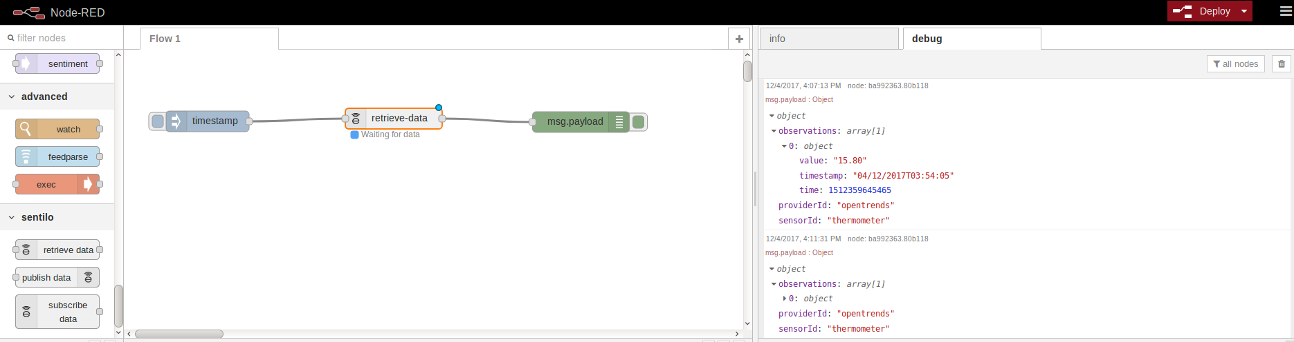 Node-RED
Deploy
filter nodes
sentiment
advanced
watch
feedparse
exec
sentilo
retrieve data
publish data
subscribe
data
Flow 1
timestamp
retrieve-data
Waiting for data
msg.payload
info
debug
all nodes
12/4/2017, 4:07:13 PM node: ba992363.80b118
msg.payload : Object
object
observations: array[1]
0: object
value: "15.80"
timestamp: "04/12/2017T03:54:05"
time: 1512359645465
providerId: "opentrends"
sensorId: "thermometer"
12/4/2017, 4:11:31 PM node: ba992363.80b118
msg.payload : Object
object
observations: array[1]
0: object
providerId: "opentrends"
sensorId: "thermometer"